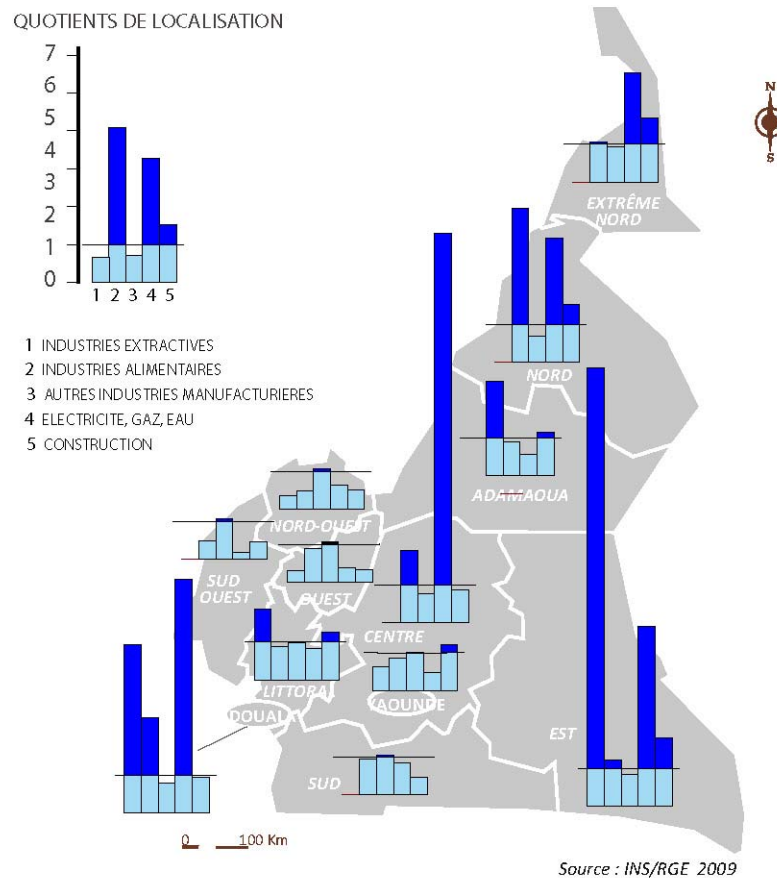 QUOTIENTS DE LOCALISATION
7
6
5
4
3
2
1
0
1 2 3 4 5
1 INDUSTRIES EXTRACTIVES
2 INDUSTRIES ALIMENTAIRES
3 AUTRES INDUSTRIES MANUFACTURIERES
4 ELECTRICITE, GAZ, EAU
5 CONSTRUCTION
N
S
EXTRÊME
NORD
NORD
ADAMAOUA
NORD-OUEST
SUD
OUEST
OUEST
CENTRE
LITTORAL
YAOUNDE
DOUALA
EST
SUD
0 100 Km
Source : INS/RGE 2009